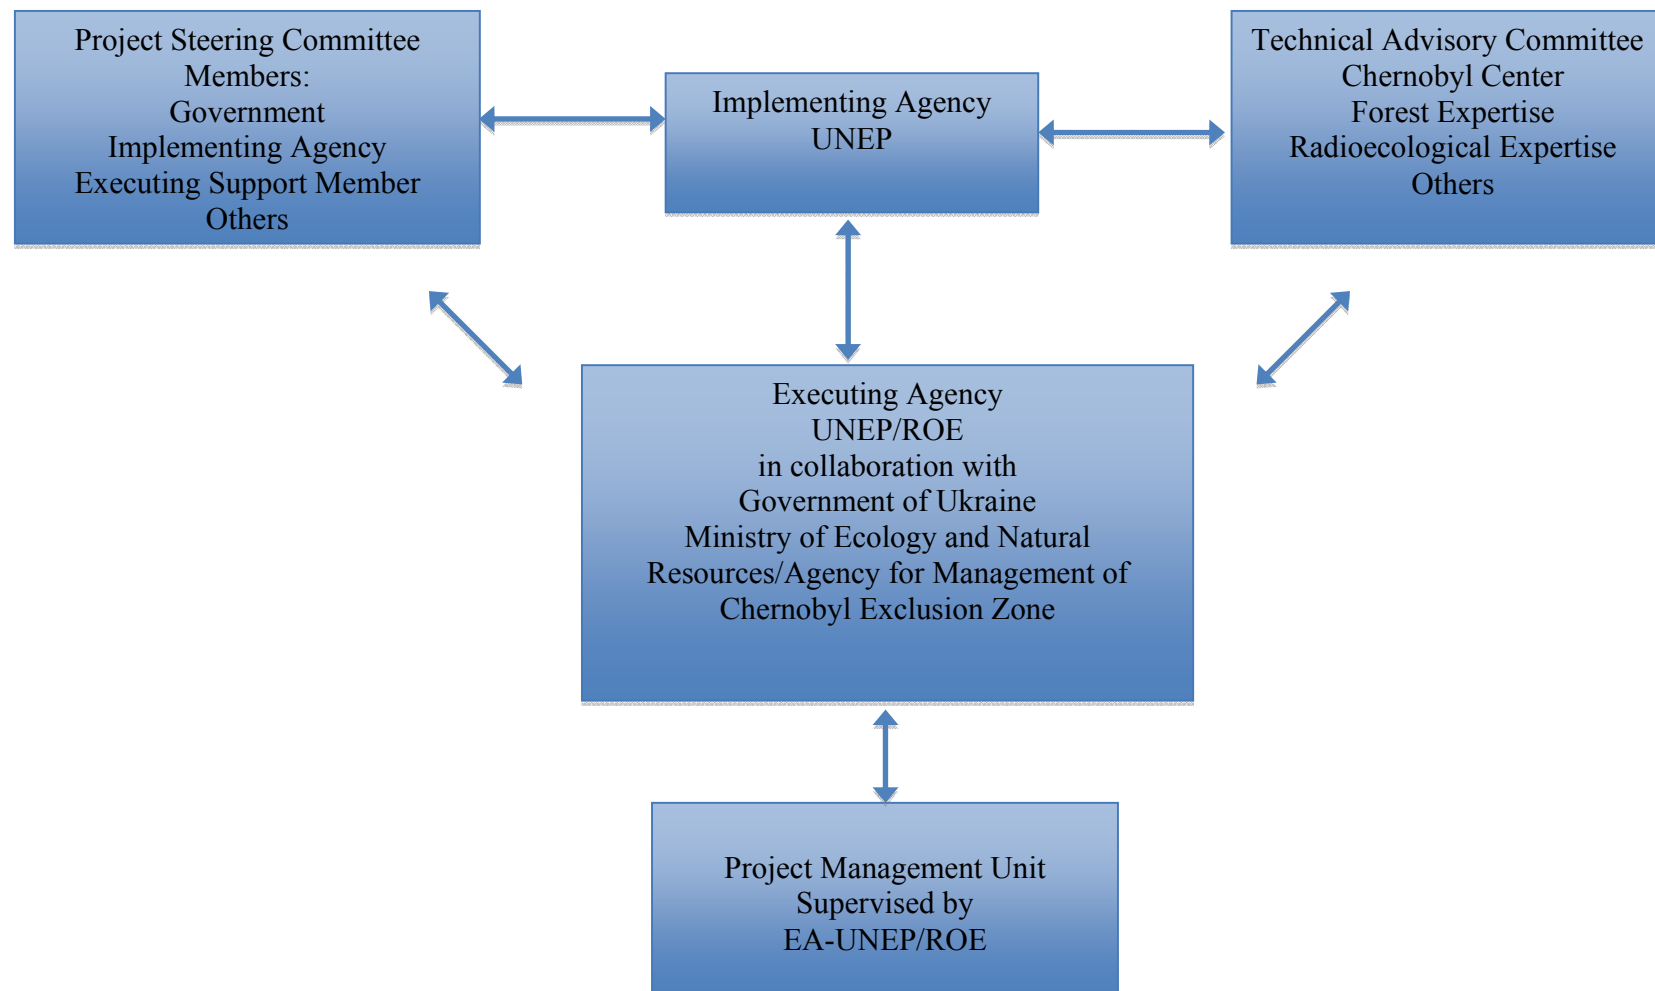 Project Steering Committee
Members:
Government
Implementing Agency
Executing Support Member
Others
Implementing Agency
UNEP
Technical Advisory Committee
Chernobyl Center
Forest Expertise
Radioecological Expertise
Others
Executing Agency
UNEP/ROE
in collaboration with
Government of Ukraine
Ministry of Ecology and Natural
Resources/Agency for Management of
Chernobyl Exclusion Zone
Project Management Unit
Supervised by
EA-UNEP/ROE